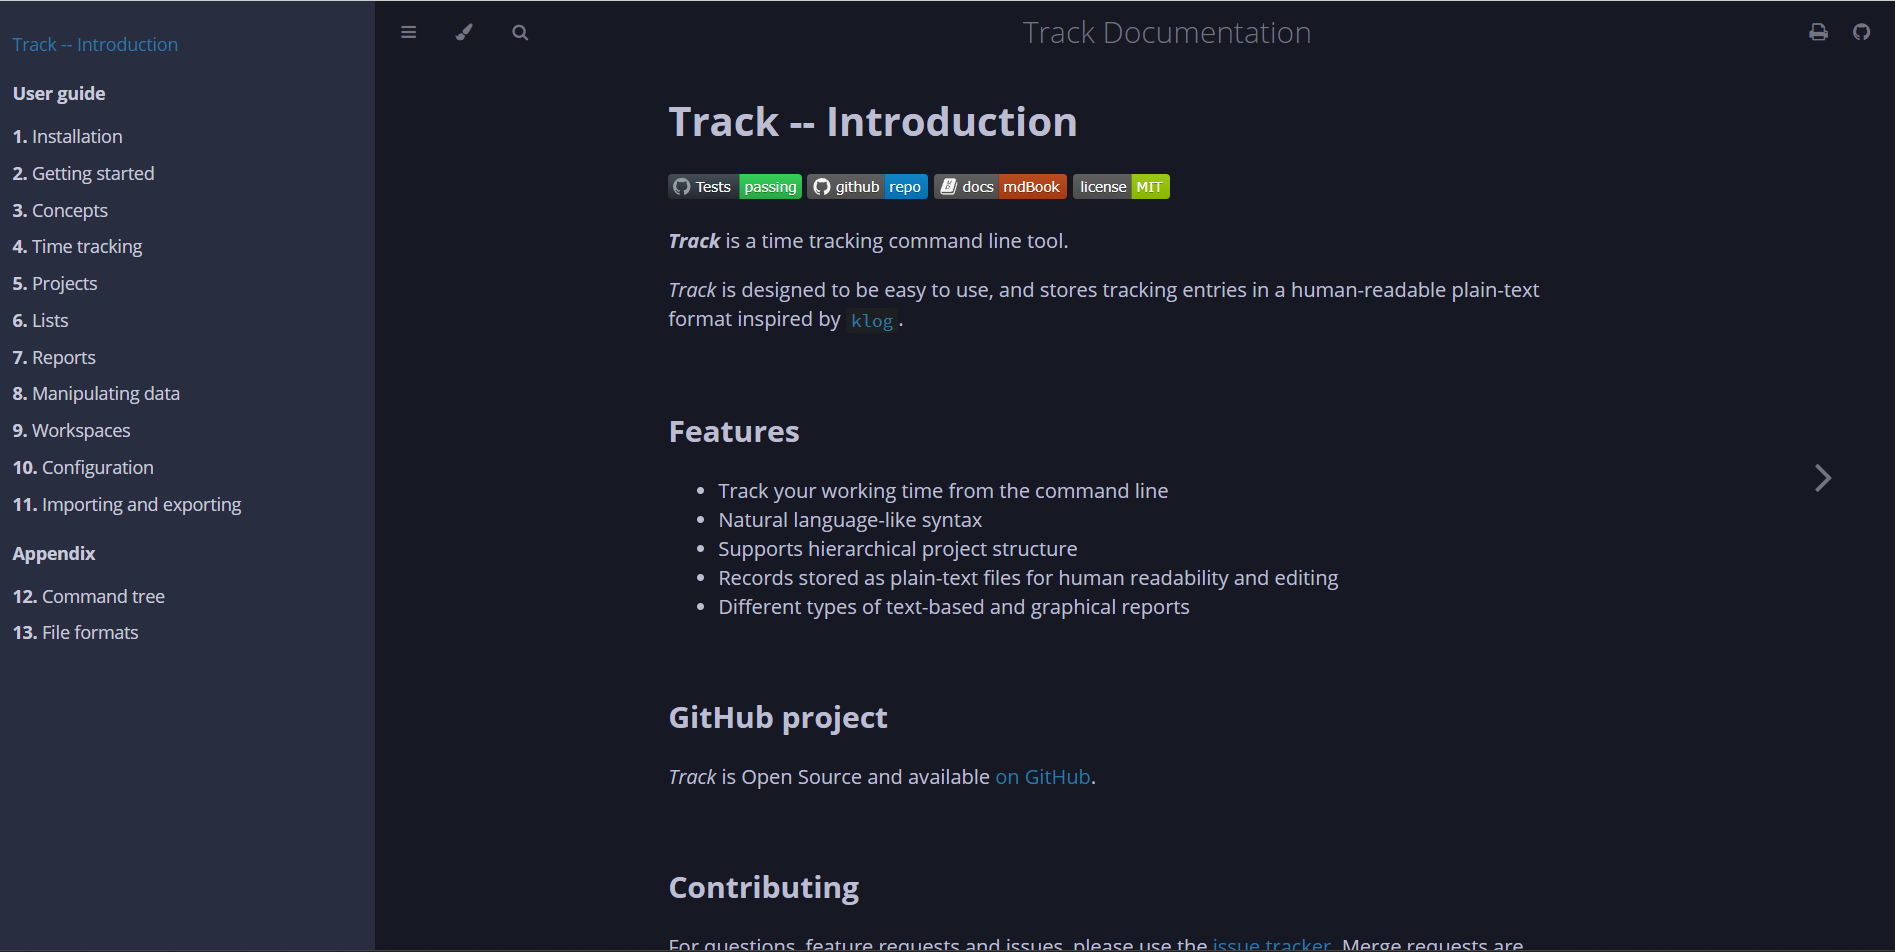 Track -- Introduction
User guide
1. Installation
2. Getting started
3. Concepts
4. Time tracking
5. Projects
6. Lists
7. Reports
8. Manipulating data
9. Workspaces
10. Configuration
11. Importing and exporting
Appendix
12. Command tree
13. File formats
Track Documentation
Track -- Introduction
Tests passing github repo docs mdBook license MIT
Track is a time tracking command line tool.
Track is designed to be easy to use, and stores tracking entries in a human-readable plain-text
format inspired by klog.
Features
Track your working time from the command line
Natural language-like syntax
Supports hierarchical project structure
Records stored as plain-text files for human readability and editing
Different types of text-based and graphical reports
GitHub project
Track is Open Source and available on GitHub.
Contributing
For questions, feature requests and issues, please use the issue tracker. Merge requests are